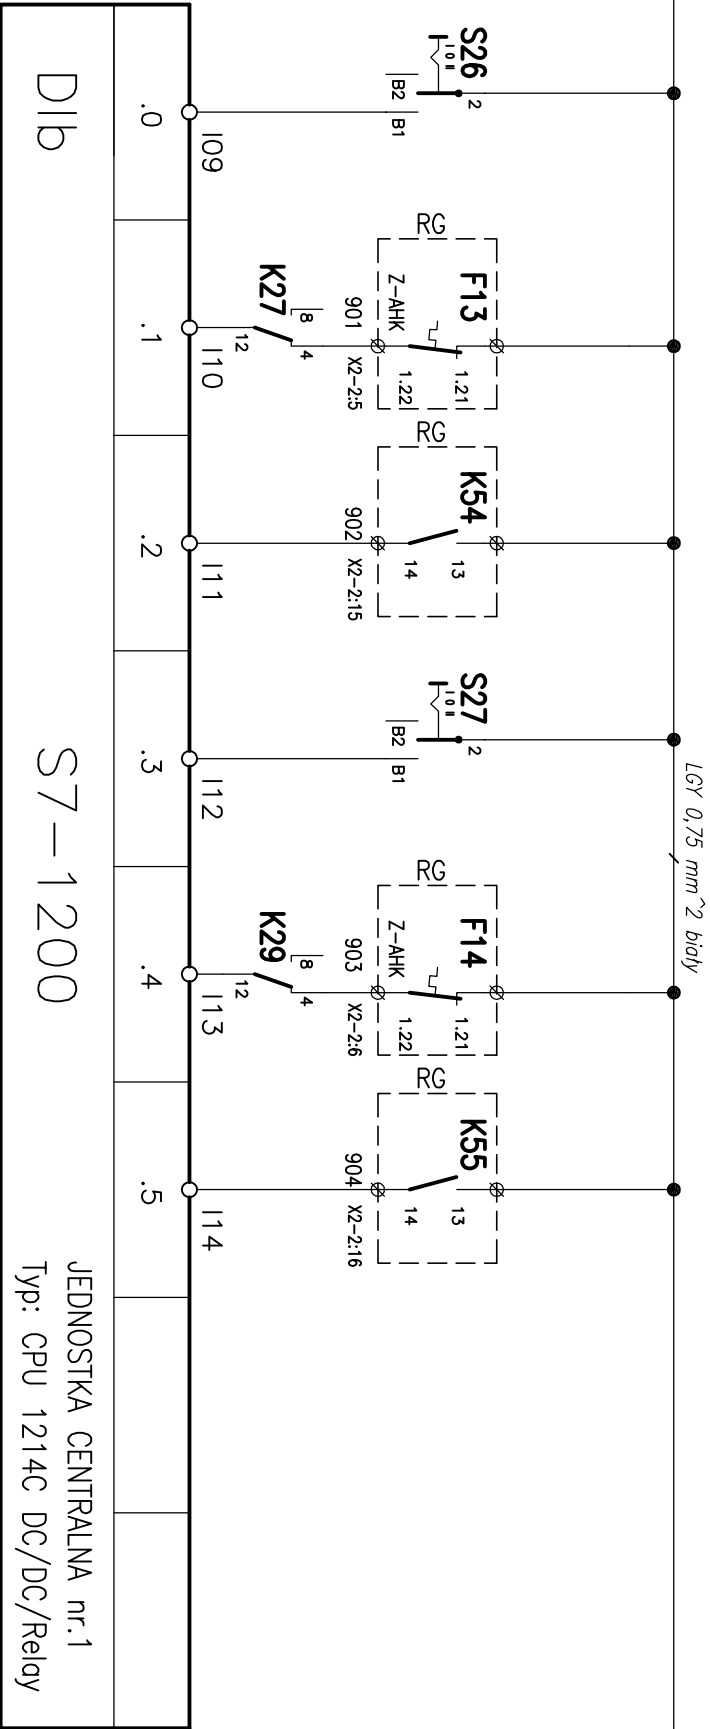 LGY 0,75 mm^2 biały
S26
I 0 II
2
B2
B1
I09
RG
F13
Z-AHK
1.21
1.22
901
X2-2:5
K27
8
4
12
I10
RG
K54
13
14
902
X2-2:15
I11
S27
I 0 II
2
B2
B1
I12
RG
F14
Z-AHK
1.21
1.22
903
X2-2:6
K29
8
4
12
I13
RG
K55
13
14
904
X2-2:16
I14
.0
.1
.2
.3
.4
.5
DIb
S7-1200
JEDNOSTKA CENTRALNA nr.1
Typ: CPU 1214C DC/DC/Relay